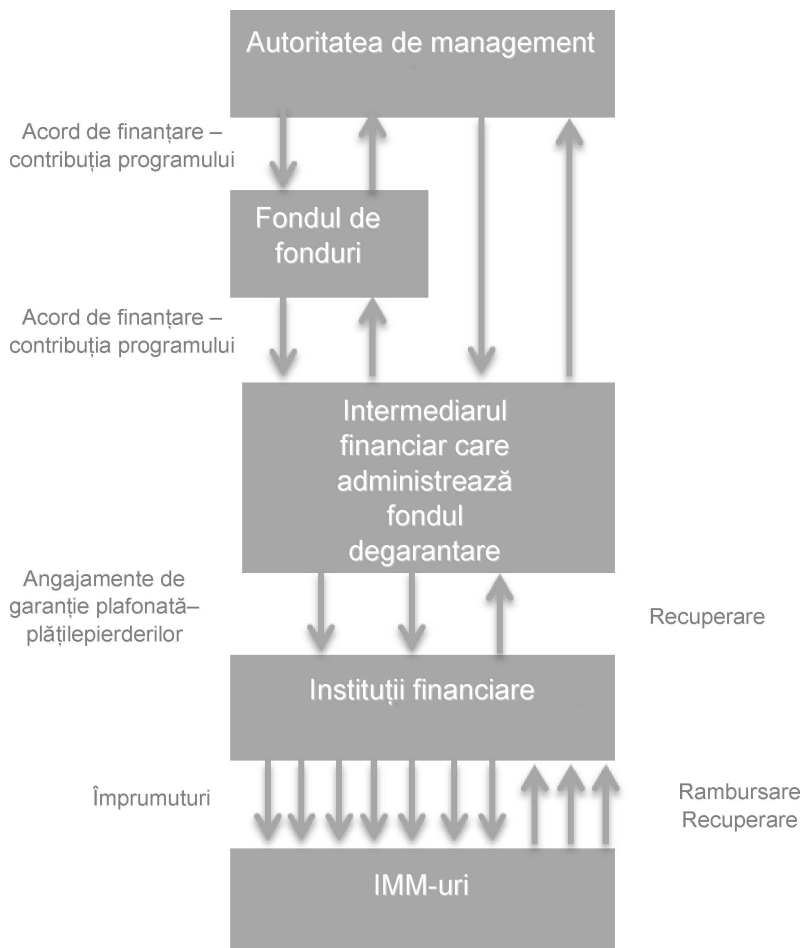 Autoritatea de management
Acord de finanțare –
contribuția programului
Fondul de
fonduri
Acord de finanțare –
contribuția programului
Intermediarul
financiar care
administrează
fondul
degarantare
Angajamente de
garanție plafonată–
plățilepierderilor
Recuperare
Instituții financiare
Împrumuturi
Rambursare
Recuperare
IMM-uri